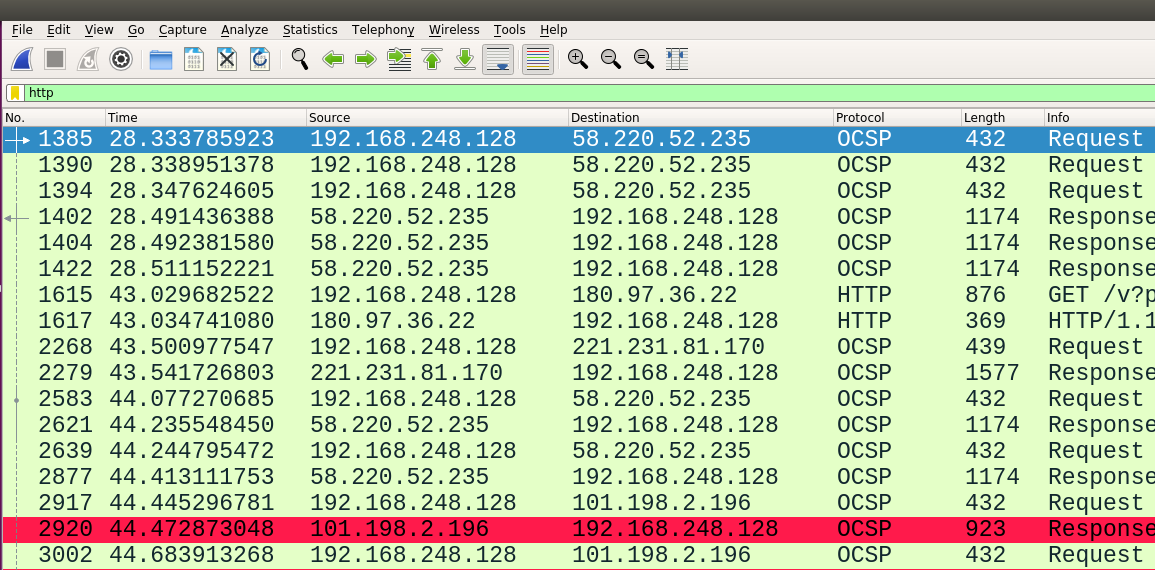 File Edit View Go Capture Analyze Statistics Telephony Wireless Tools Help
http
No. Time Source Destination Protocol Length Info
1385 28.333785923 192.168.248.128 58.220.52.235 OCSP 432 Request
1390 28.338951378 192.168.248.128 58.220.52.235 OCSP 432 Request
1394 28.347624605 192.168.248.128 58.220.52.235 OCSP 432 Request
1402 28.491436388 58.220.52.235 192.168.248.128 OCSP 1174 Response
1404 28.492381580 58.220.52.235 192.168.248.128 OCSP 1174 Response
1422 28.511152221 58.220.52.235 192.168.248.128 OCSP 1174 Response
1615 43.029682522 192.168.248.128 180.97.36.22 HTTP 876 GET /v?p
1617 43.034741080 180.97.36.22 192.168.248.128 HTTP 369 HTTP/1.1
2268 43.500977547 192.168.248.128 221.231.81.170 OCSP 439 Request
2279 43.541726803 221.231.81.170 192.168.248.128 OCSP 1577 Response
2583 44.077270685 192.168.248.128 58.220.52.235 OCSP 432 Request
2621 44.235548450 58.220.52.235 192.168.248.128 OCSP 1174 Response
2639 44.244795472 192.168.248.128 58.220.52.235 OCSP 432 Request
2877 44.413111753 58.220.52.235 192.168.248.128 OCSP 1174 Response
2917 44.445296781 192.168.248.128 101.198.2.196 OCSP 432 Request
2920 44.472873048 101.198.2.196 192.168.248.128 OCSP 923 Response
3002 44.683913268 192.168.248.128 101.198.2.196 OCSP 432 Request